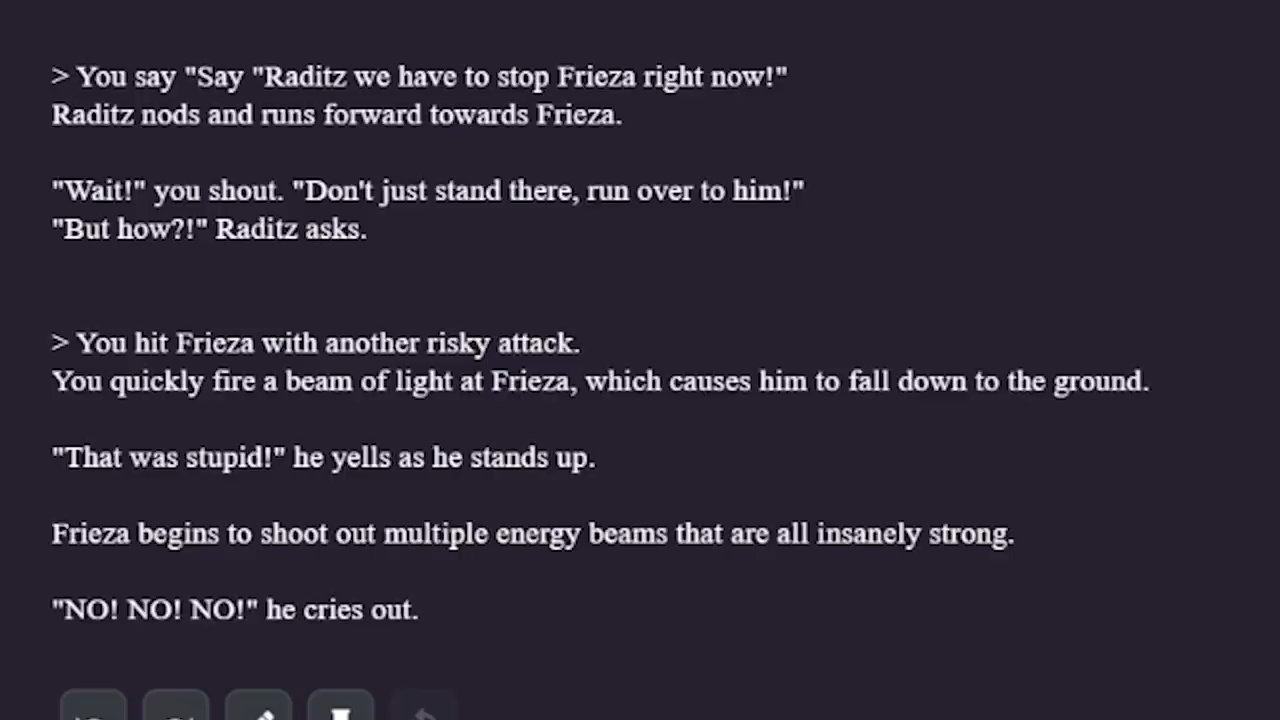 > You say "Say "Raditz we have to stop Frieza right now!"
Raditz nods and runs forward towards Frieza.
"Wait!" you shout. "Don't just stand there, run over to him!"
"But how?!" Raditz asks.
> You hit Frieza with another risky attack.
You quickly fire a beam of light at Frieza, which causes him to fall down to the ground.
"That was stupid!" he yells as he stands up.
Frieza begins to shoot out multiple energy beams that are all insanely strong.
"NO! NO! NO!" he cries out.